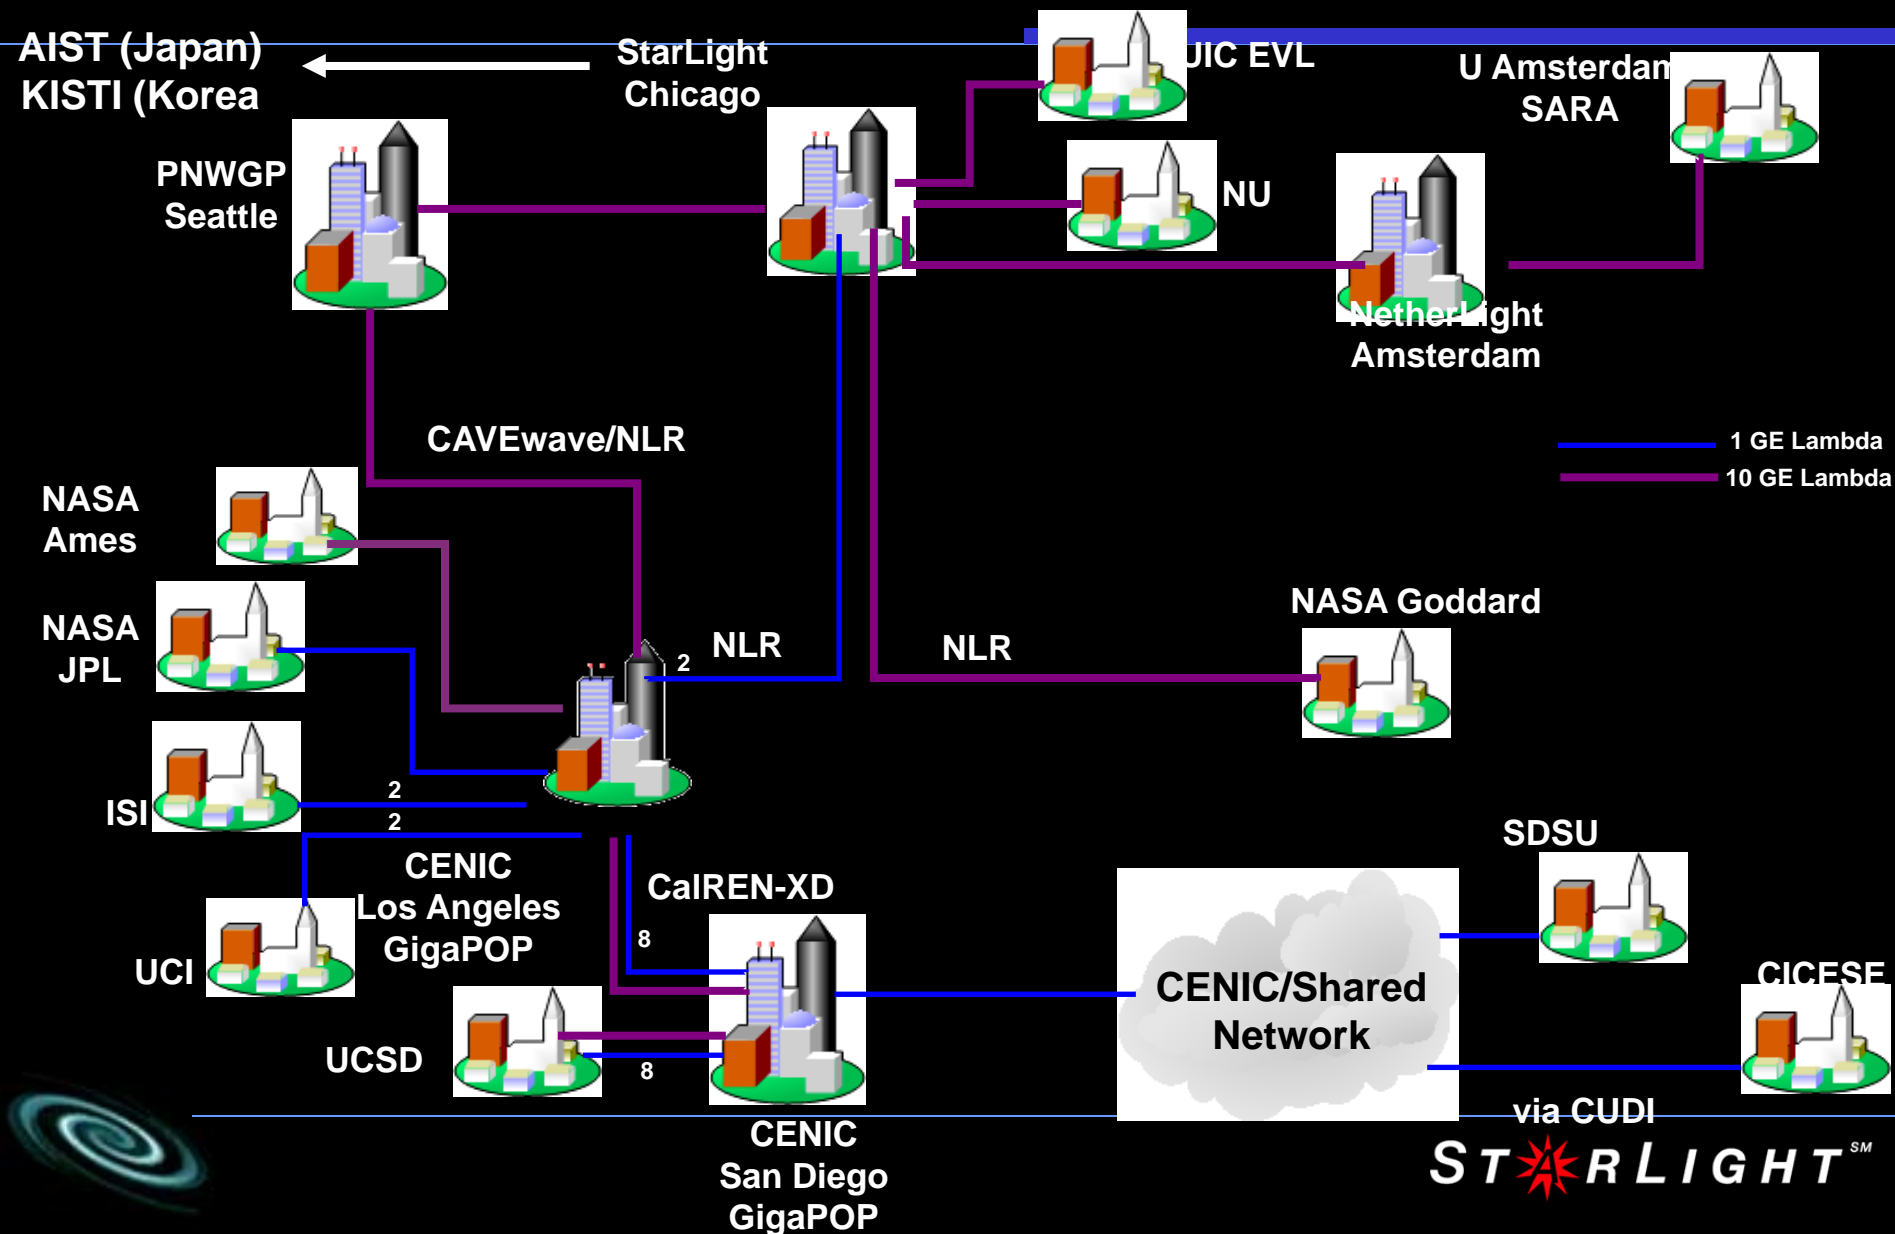 AIST (Japan)
KISTI (Korea
StarLight
Chicago
UIC EVL
U Amsterdam
SARA
PNWGP
Seattle
NU
NetherLight
Amsterdam
CAVEwave/NLR
1 GE Lambda
10 GE Lambda
NASA
Ames
NASA
JPL
2
NLR
NLR
NASA Goddard
ISI
2
2
CENIC
Los Angeles
GigaPOP
CalREN-XD
8
SDSU
UCI
CENIC/Shared
Network
CICESE
UCSD
8
via CUDI
CENIC
San Diego
GigaPOP
STARLIGHT SM